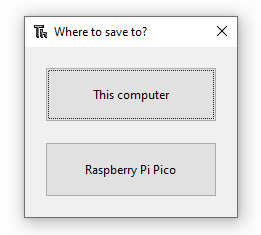 Where to save to?
This computer
Raspberry Pi Pico